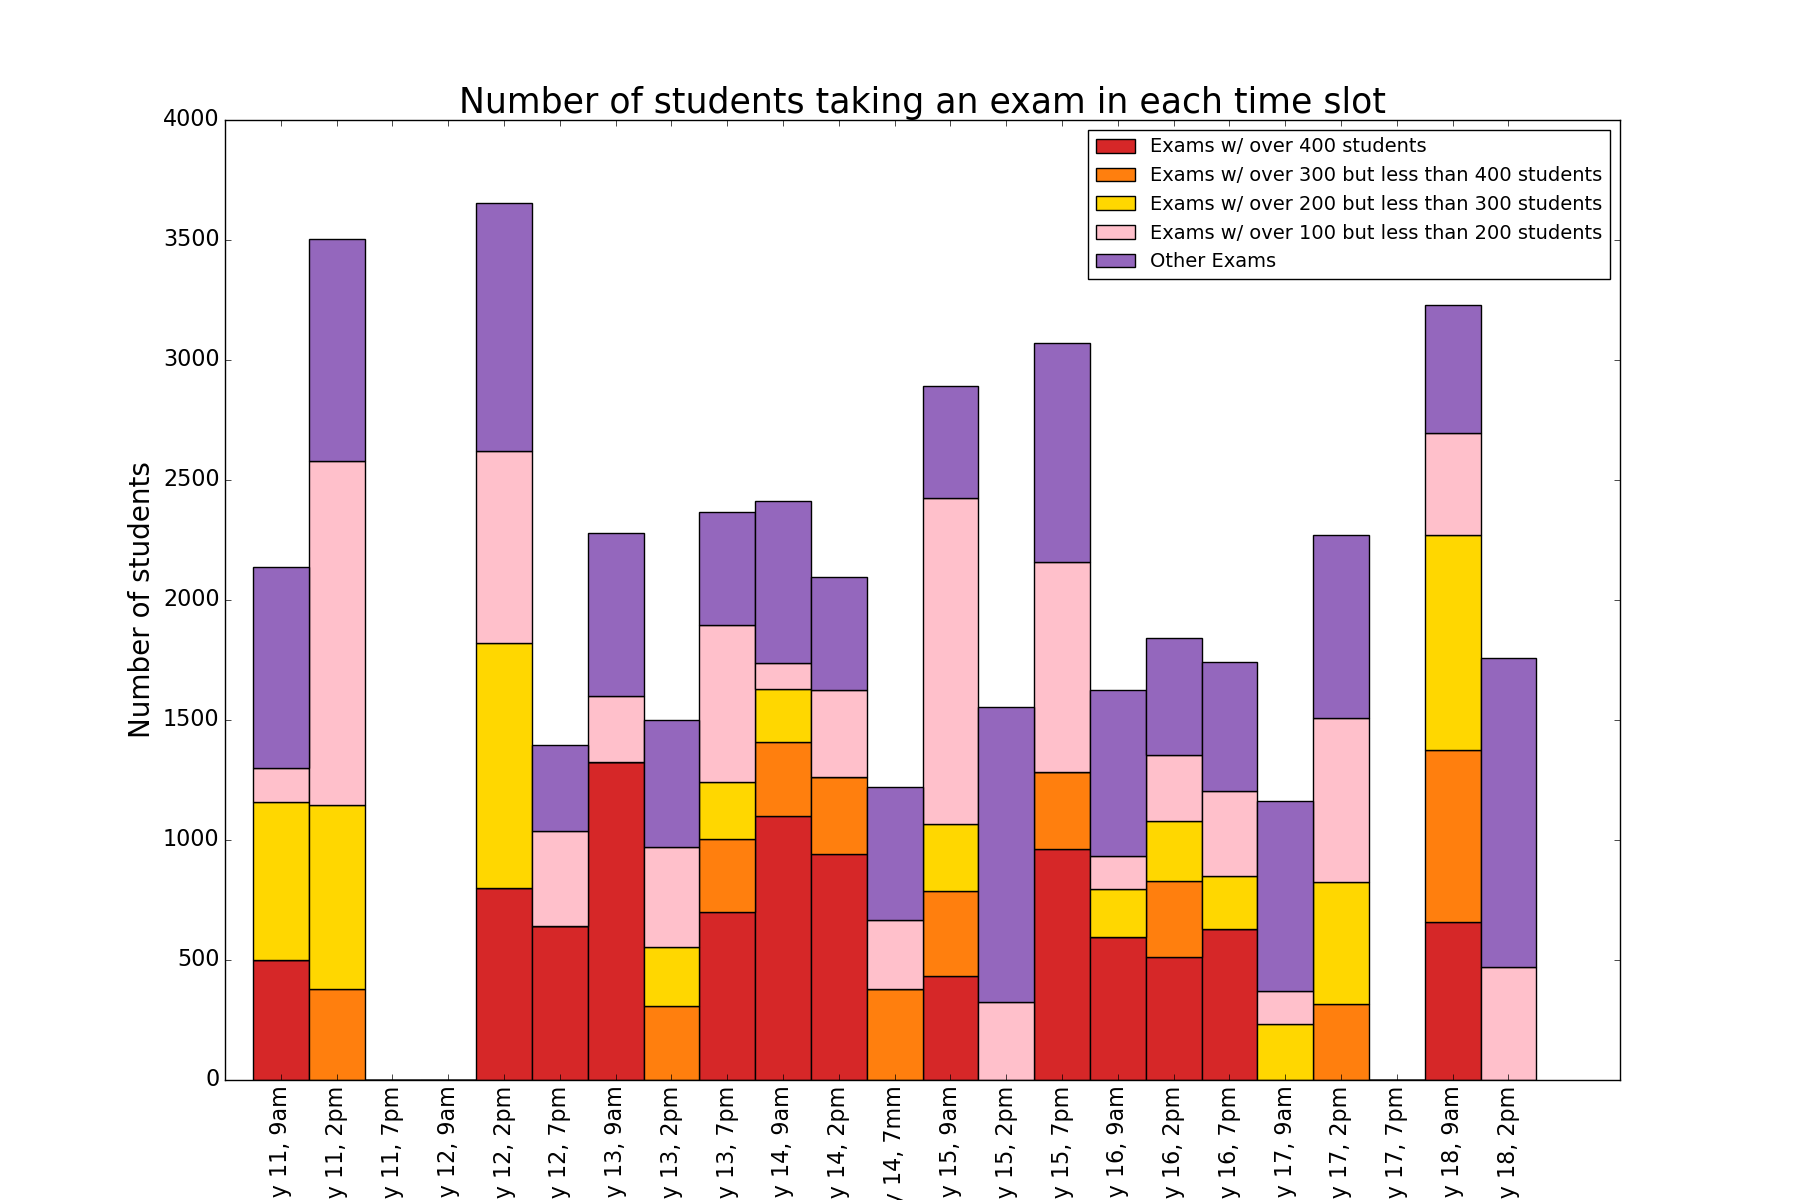 Number of students taking an exam in each time slot
Exams w/ over 400 students
Exams w/ over 300 but less than 400 students
Exams w/ over 200 but less than 300 students
Exams w/ over 100 but less than 200 students
Other Exams
Number of students
4000
3500
3000
2500
2000
1500
1000
500
0
y 11, 9am
y 11, 2pm
y 11, 7pm
y 12, 9am
y 12, 2pm
y 12, 7pm
y 13, 9am
y 13, 2pm
y 13, 7pm
y 14, 9am
y 14, 2pm
y 14, 7mm
y 15, 9am
y 15, 2pm
y 15, 7pm
y 16, 9am
y 16, 2pm
y 16, 7pm
y 17, 9am
y 17, 2pm
y 17, 7pm
y 18, 9am
y 18, 2pm